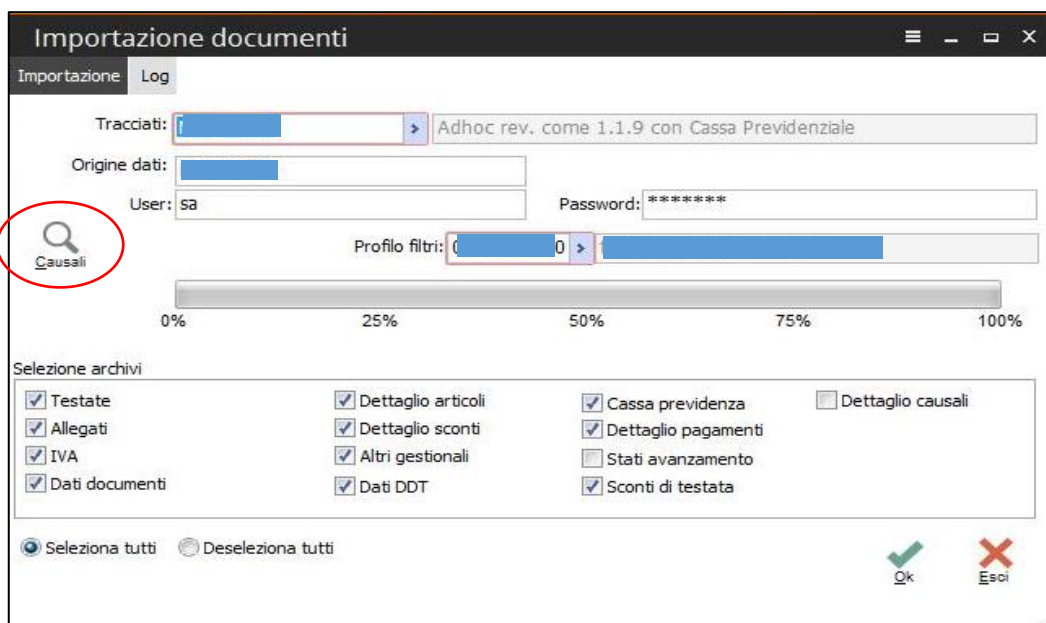 Importazione documenti
Importazione Log
Tracciati: Adhoc rev. come 1.1.9 con Cassa Previdenziale
Origine dati:
User: sa Password: *******
Causali
Profilo filtri: 0
0% 25% 50% 75% 100%
Selezione archivi
Testate Dettaglio articoli Cassa previdenza Dettaglio causali
Allegati Dettaglio sconti Dettaglio pagamenti
IVA Altri gestionali Stati avanzamento
Dati documenti Dati DDT Sconti di testata
Seleziona tutti Deseleziona tutti
Ok Esci